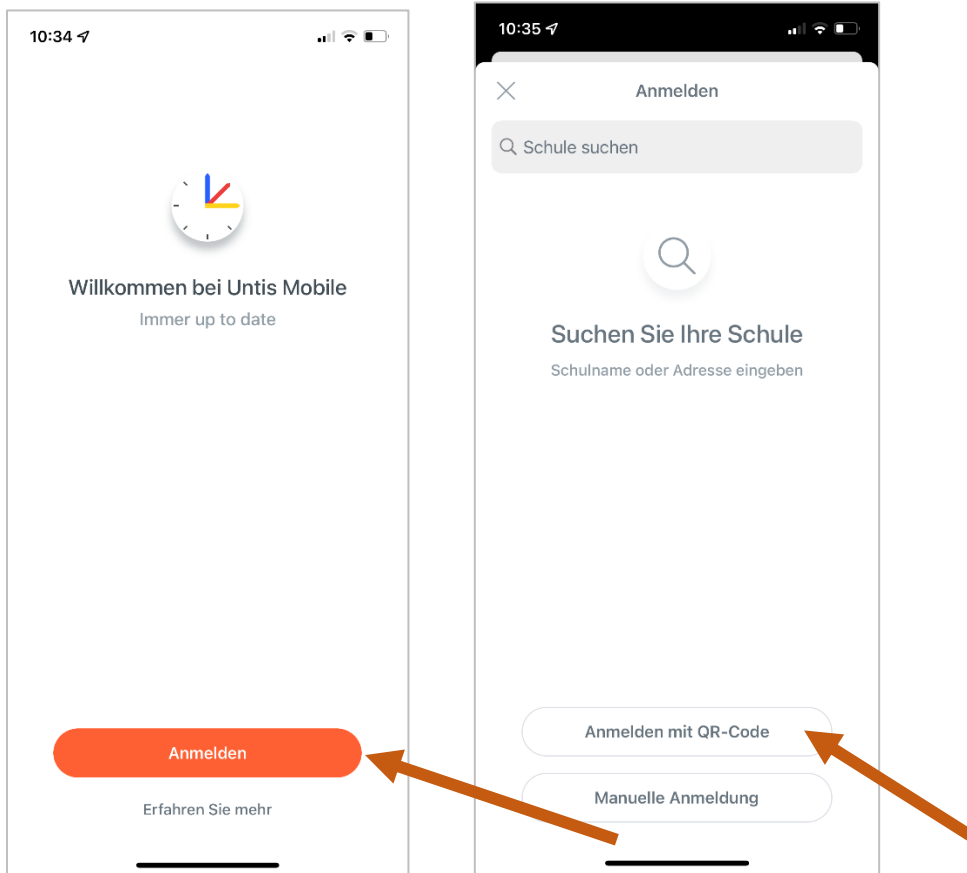 10:34
Willkommen bei Untis Mobile
Immer up to date
Anmelden
Erfahren Sie mehr
10:35
Anmelden
Schule suchen
Suchen Sie Ihre Schule
Schulname oder Adresse eingeben
Anmelden mit QR-Code
Manuelle Anmeldung